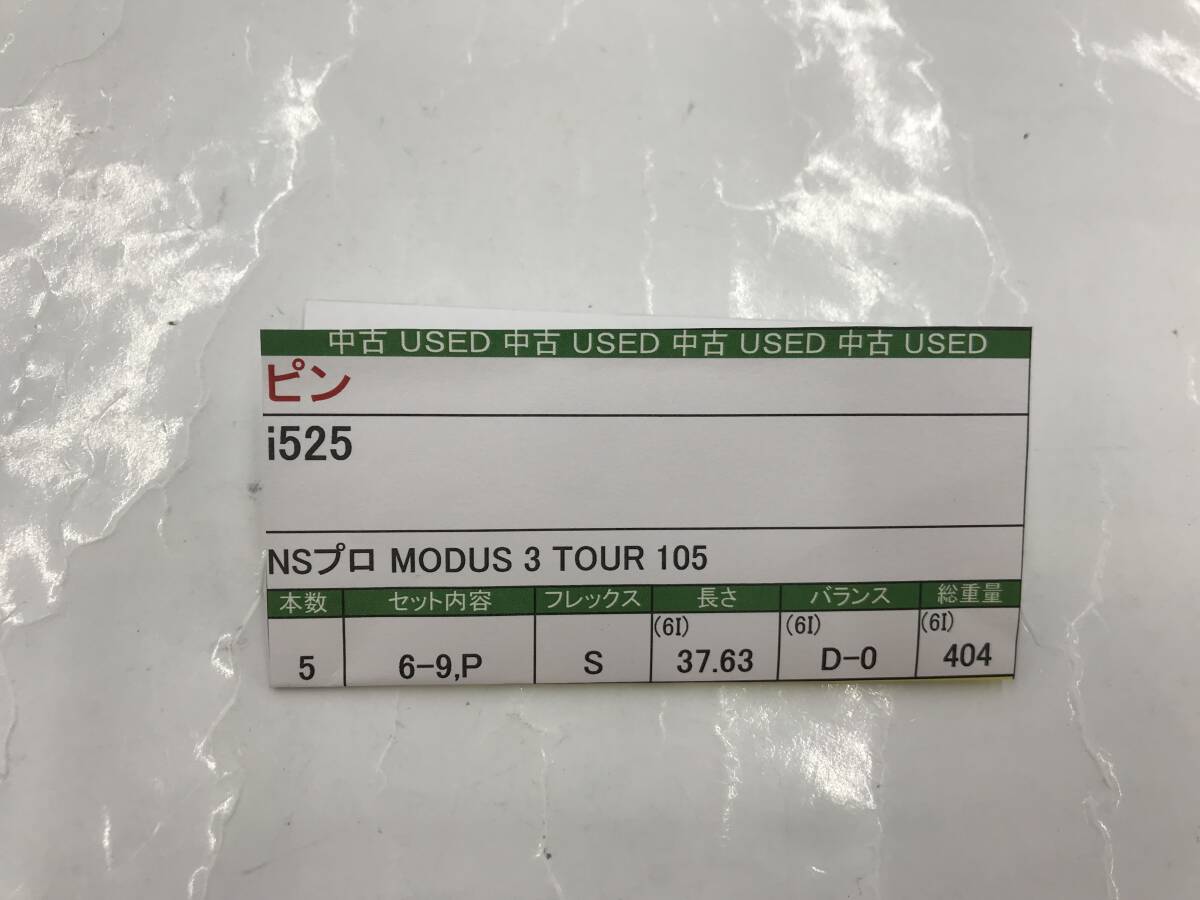 中古 USED 中古 USED 中古 USED 中古 USED
ピン
i525
NSプロ MODUS 3 TOUR 105
本数 セット内容 フレックス 長さ バランス 総重量
(6I) (6I) (6I)
5 6-9,P S 37.63 D-0 404